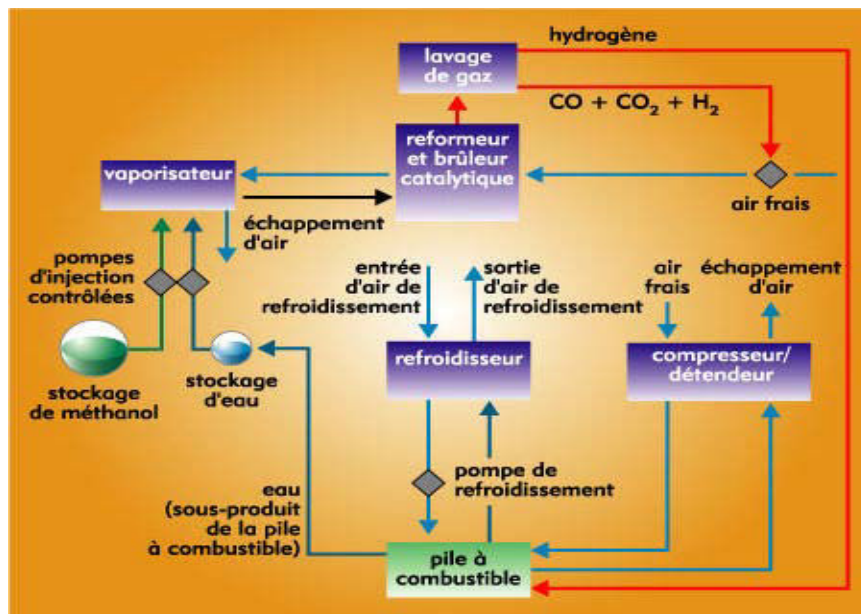 hydrogène
lavage
de gaz
CO + CO₂ + H₂
reformeur
et brûleur
catalytique
vaporisateur
air frais
échappement
d'air
pompes
d'injection
contrôlées
entrée
d'air de
refroidissement
sortie
d'air de
refroidissement
air
frais
échappement
d'air
refroidisseur
compresseur/
détendeur
stockage
de méthanol
stockage
d'eau
pompe de
refroidissement
eau
(sous-produit
de la pile
à combustible)
pile à
combustible